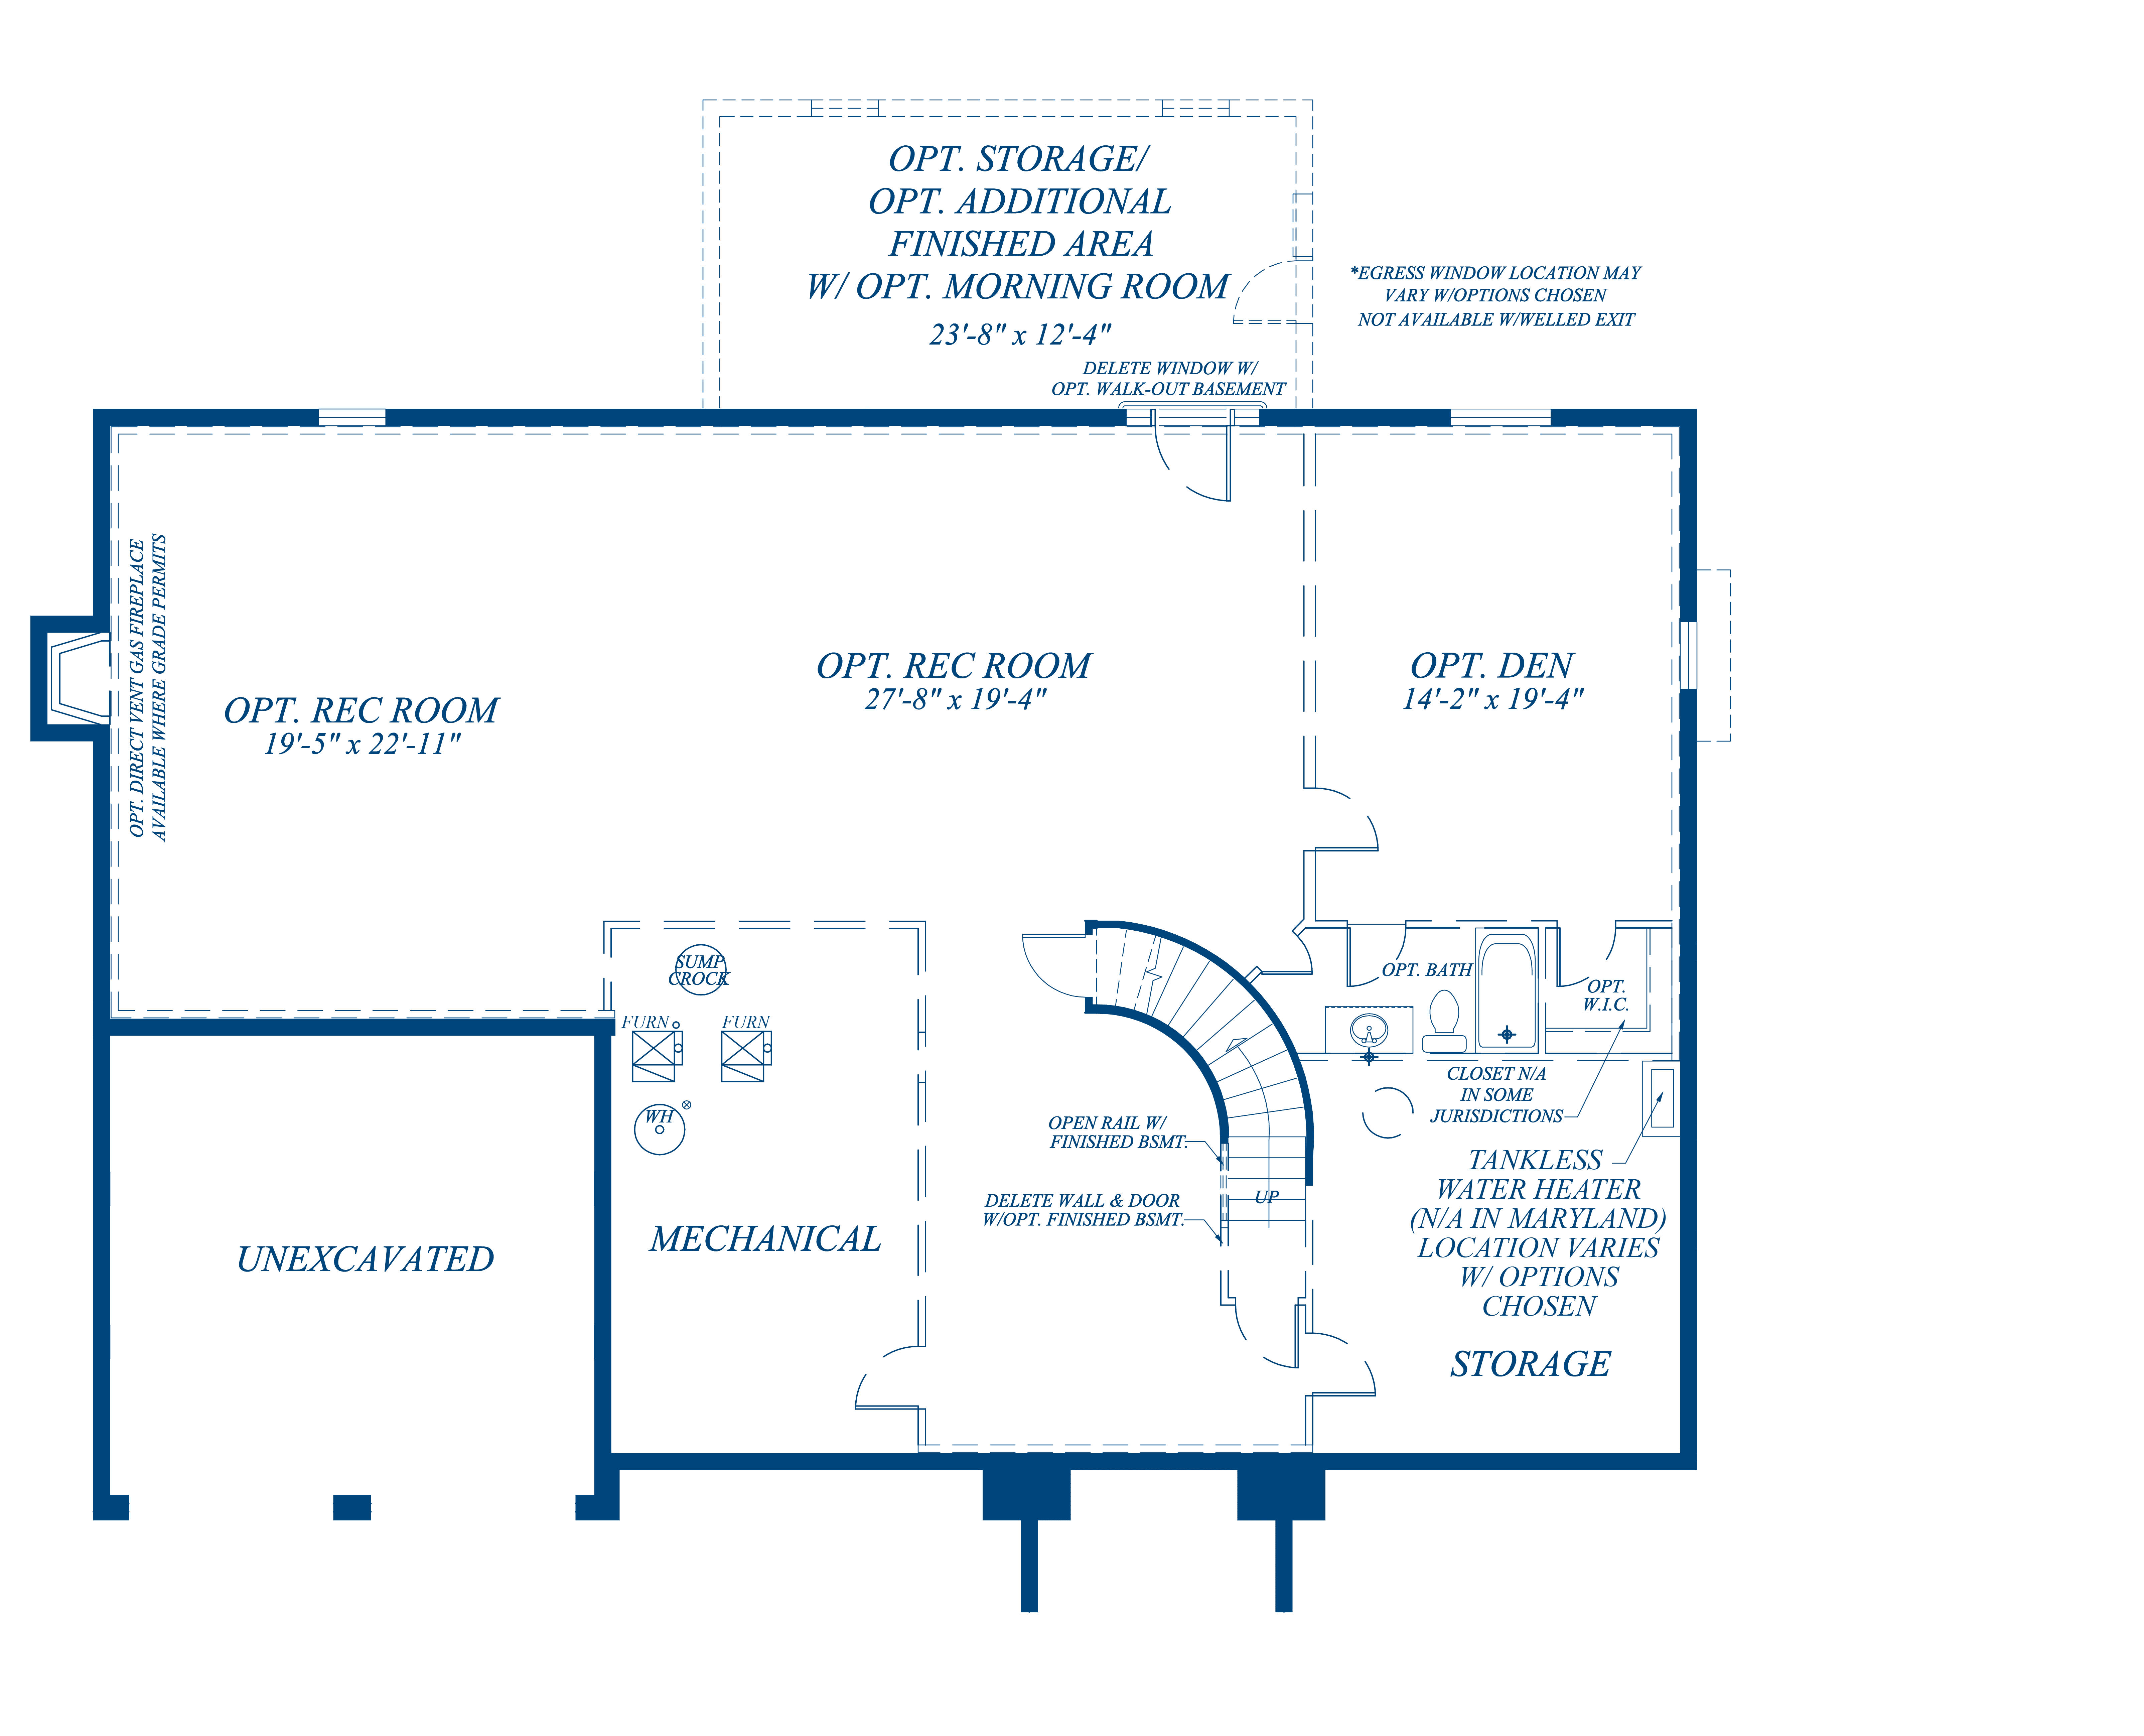 OPT. STORAGE/
OPT. ADDITIONAL
FINISHED AREA
W/ OPT. MORNING ROOM
23'-8" x 12'-4"
*EGRESS WINDOW LOCATION MAY
VARY W/OPTIONS CHOSEN
NOT AVAILABLE W/WELLED EXIT
DELETE WINDOW W/
OPT. WALK-OUT BASEMENT
OPT. DIRECT VENT GAS FIREPLACE
AVAILABLE WHERE GRADE PERMITS
OPT. REC ROOM
19'-5" x 22'-11"
OPT. REC ROOM
27'-8" x 19'-4"
OPT. DEN
14'-2" x 19'-4"
SUMP
CROCK
FURN
FURN
WH
OPT. BATH
OPT.
W.I.C.
CLOSET N/A
IN SOME
JURISDICTIONS
OPEN RAIL W/
FINISHED BSMT.
DELETE WALL & DOOR
W/OPT. FINISHED BSMT.
UP
TANKLESS
WATER HEATER
(N/A IN MARYLAND)
LOCATION VARIES
W/ OPTIONS
CHOSEN
UNEXCAVATED
MECHANICAL
STORAGE